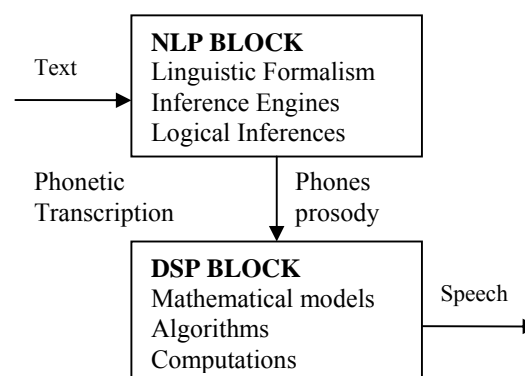 NLP BLOCK
Text
Linguistic Formalism
Inference Engines
Logical Inferences
Phonetic
Transcription
Phones
prosody
DSP BLOCK
Mathematical models
Speech
Algorithms
Computations